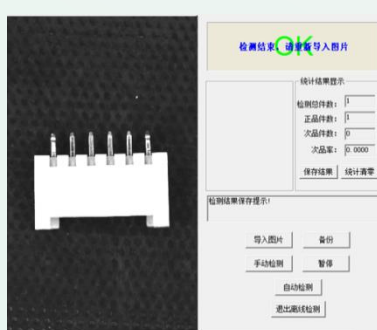 检测结束，请重新导入图片
OK
统计结果显示
检测总件数： 1
正品件数： 1
次品件数： 0
次品率： 0.0000
保存结果 统计清零
检测结果保存提示！
导入图片 备份
手动检测 暂停
自动检测
退出离线检测